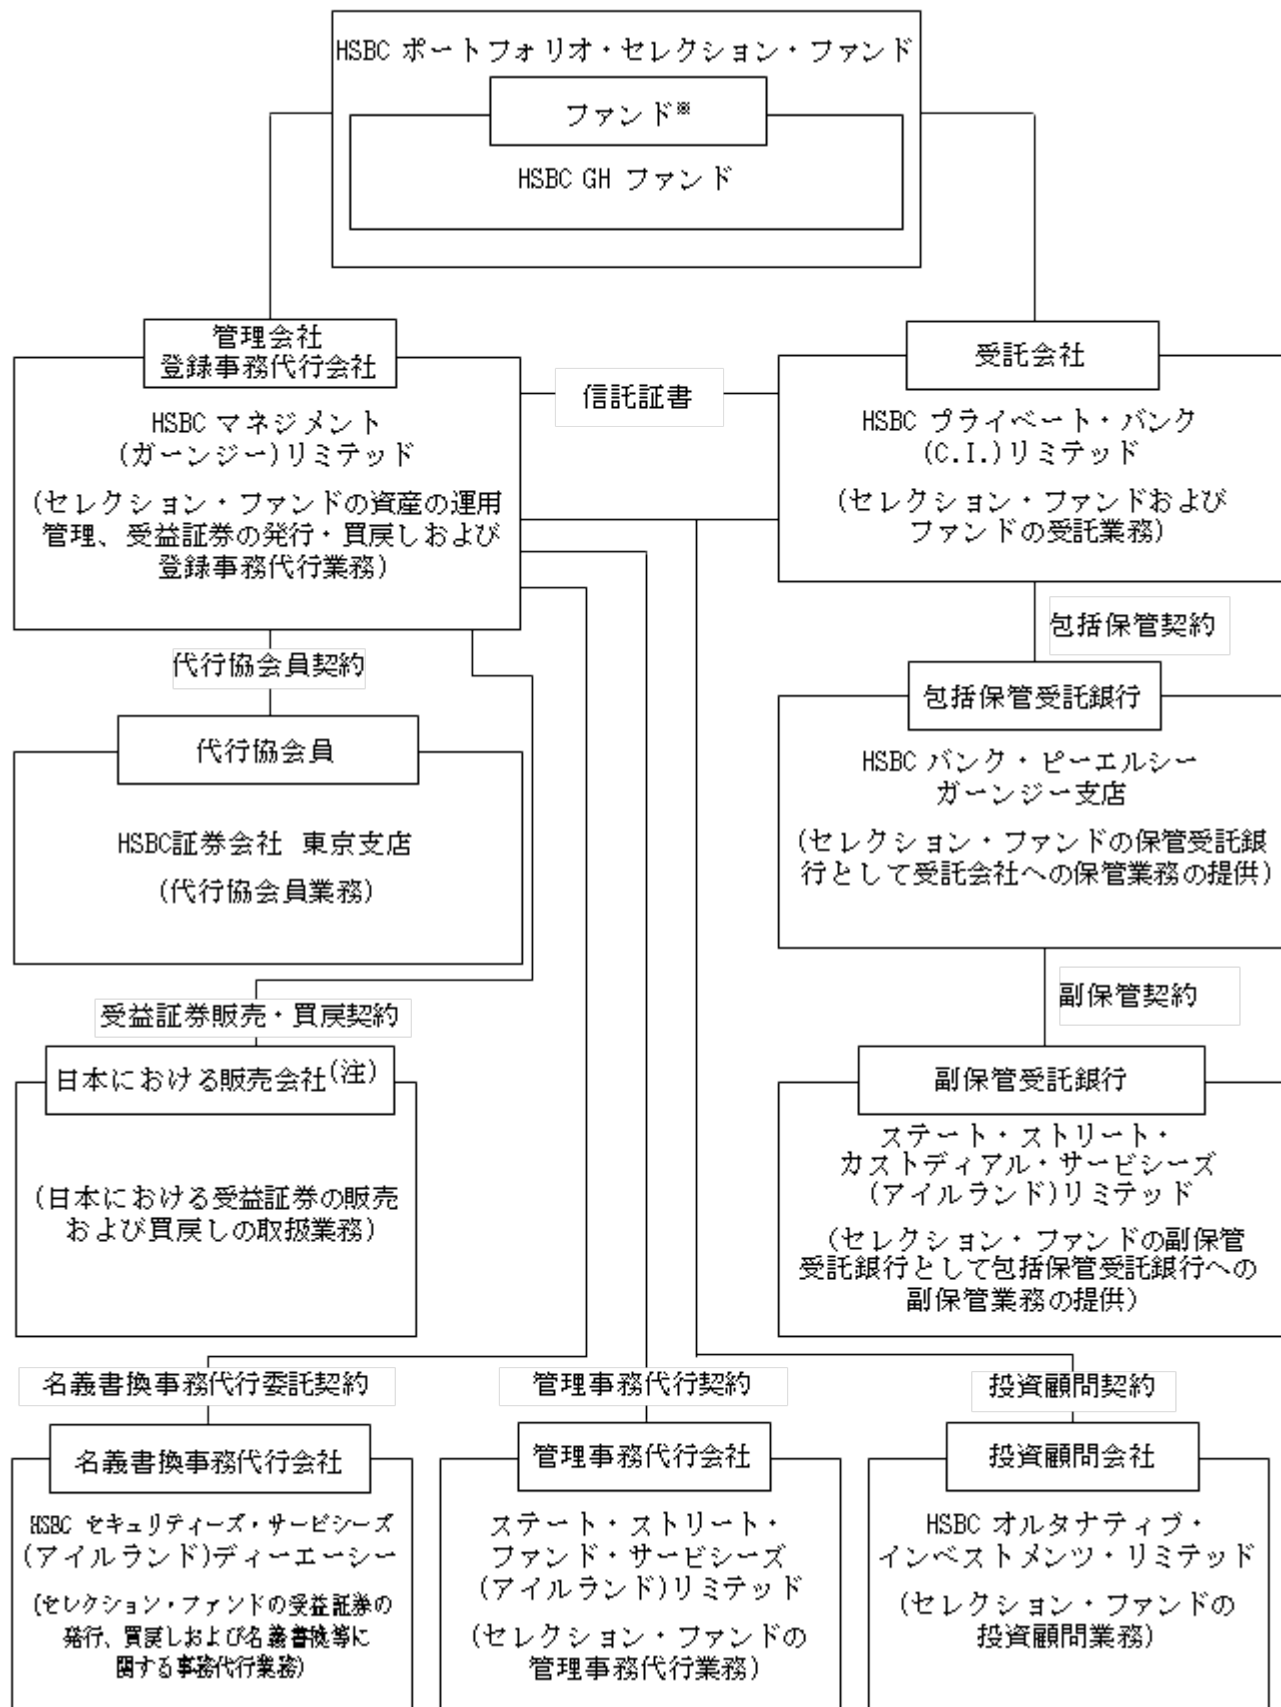 HSBC ポートフォリオ・セレクション・ファンド
ファンド※
HSBC GH ファンド
管理会社
登録事務代行会社
HSBC マネジメント
(ガーンジー)リミテッド
(セレクション・ファンドの資産の運用
管理、受益証券の発行・買戻しおよび
登録事務代行業務)
信託証書
受託会社
HSBC プライベート・バンク
(C.I.)リミテッド
(セレクション・ファンドおよび
ファンドの受託業務)
代行協会員契約
包括保管契約
代行協会員
HSBC証券会社 東京支店
(代行協会員業務)
包括保管受託銀行
HSBC バンク・ピーエルシー
ガーンジー支店
(セレクション・ファンドの保管受託銀
行として受託会社への保管業務の提供)
受益証券販売・買戻契約
副保管契約
日本における販売会社(注)
(日本における受益証券の販売
および買戻しの取扱業務)
副保管受託銀行
ステート・ストリート・
カストディアル・サービシーズ
(アイルランド)リミテッド
(セレクション・ファンドの副保管
受託銀行として包括保管受託銀行への
副保管業務の提供)
名義書換事務代行委託契約
管理事務代行契約
投資顧問契約
名義書換事務代行会社
HSBC セキュリティーズ・サービシーズ
(アイルランド)ディーエーシー
(セレクション・ファンドの受益証券の
発行、買戻しおよび名義書換等に
関する事務代行業務)
管理事務代行会社
ステート・ストリート・
ファンド・サービシーズ
(アイルランド)リミテッド
(セレクション・ファンドの
管理事務代行業務)
投資顧問会社
HSBC オルタナティブ・
インベストメンツ・リミテッド
(セレクション・ファンドの
投資顧問業務)